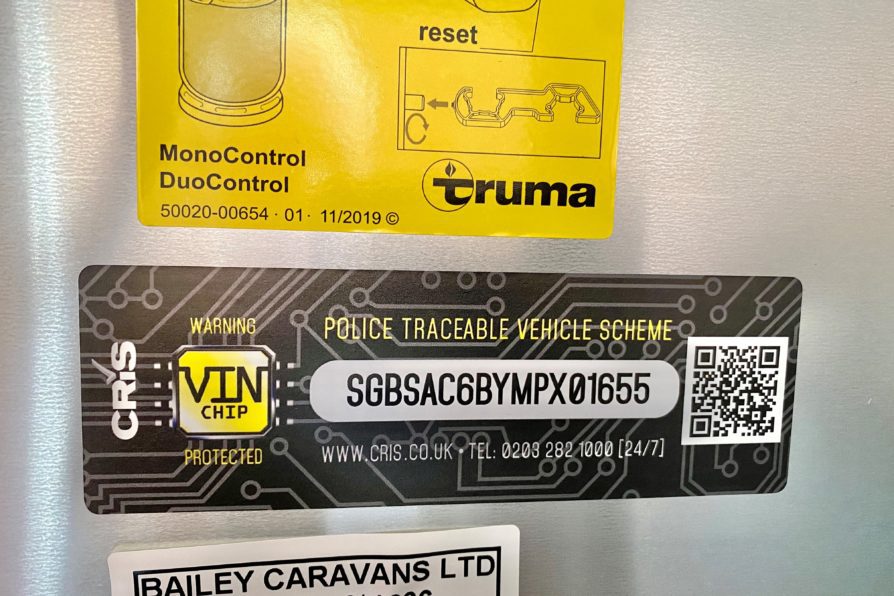 reset
MonoControl
DuoControl
truma
50020-00654 · 01 · 11/2019 ©
CRiS
WARNING
VIN
CHIP
PROTECTED
POLICE TRACEABLE VEHICLE SCHEME
SGBSAC6BYMPX01655
WWW.CRIS.CO.UK • TEL: 0203 282 1000 [24/7]
BAILEY CARAVANS LTD